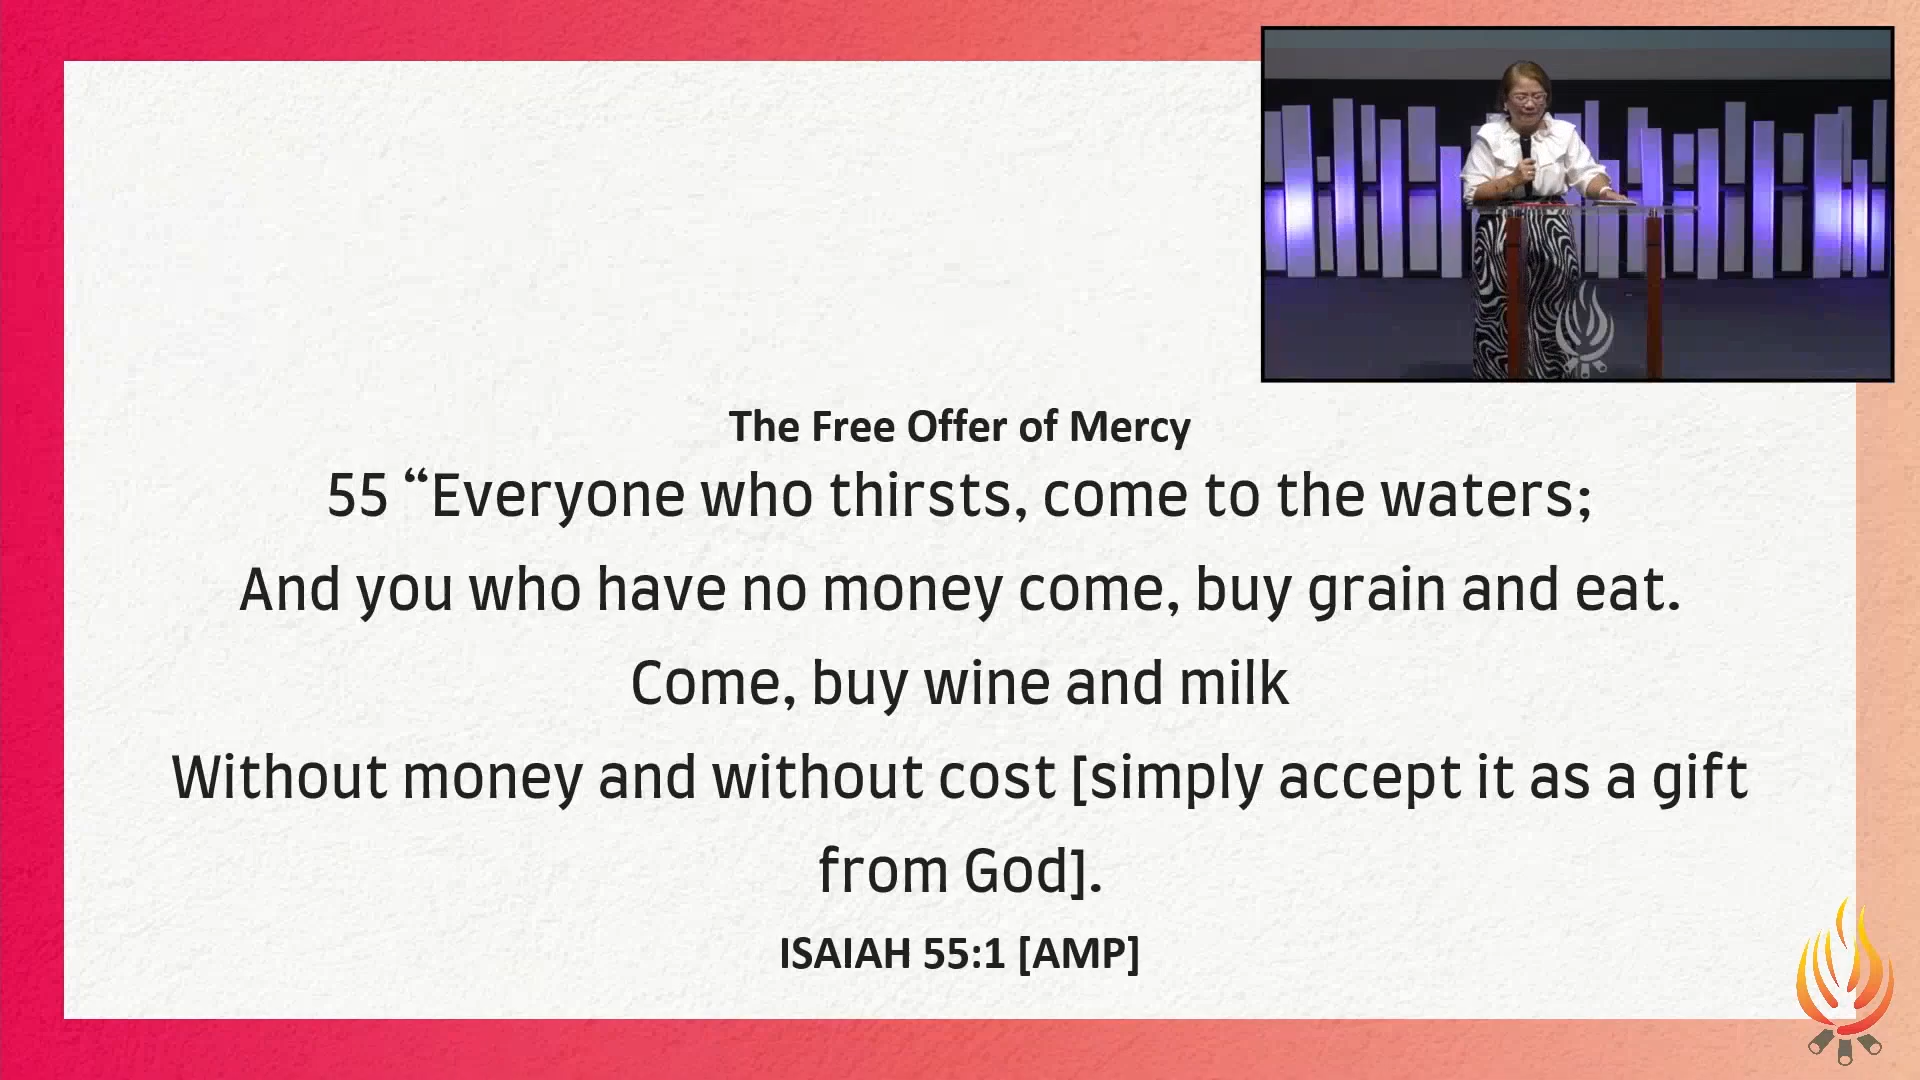 The Free Offer of Mercy
55 “Everyone who thirsts, come to the waters;
And you who have no money come, buy grain and eat.
Come, buy wine and milk
Without money and without cost [simply accept it as a gift
from God].
ISAIAH 55:1 [AMP]